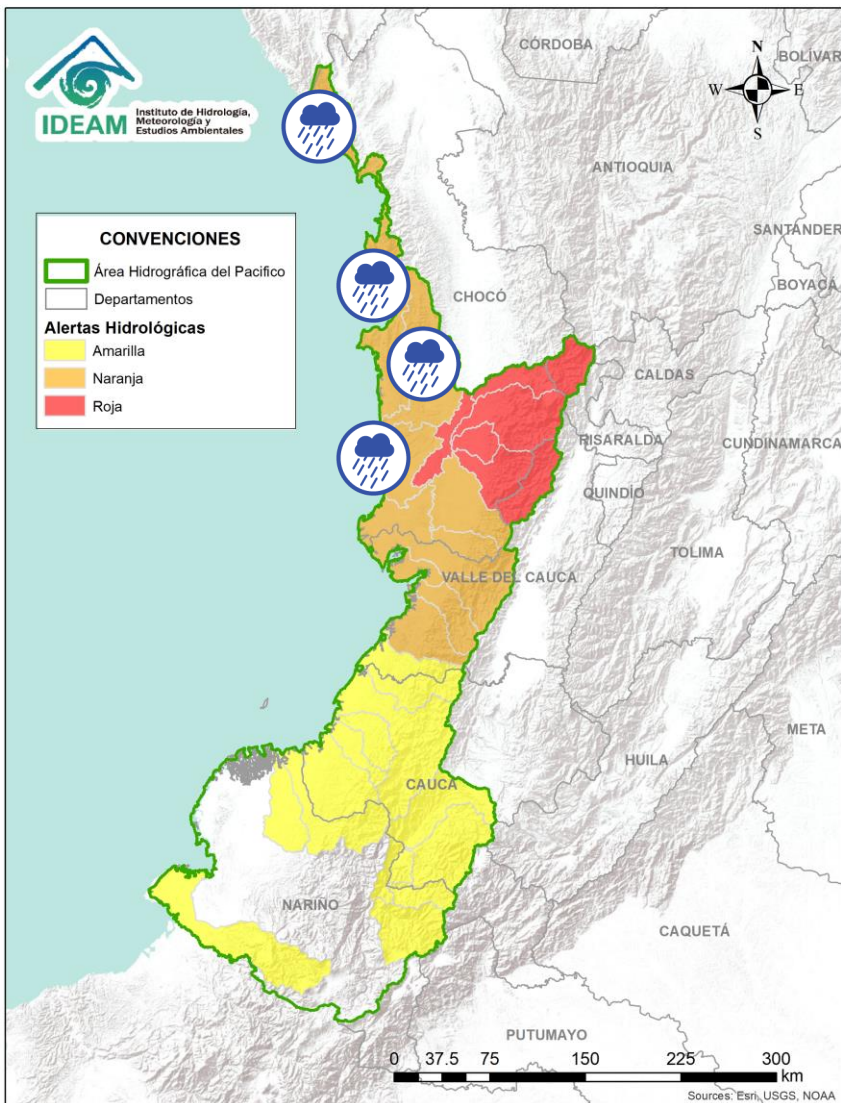 IDEAM
Instituto de Hidrología,
Meteorología y
Estudios Ambientales
CÓRDOBA
BOLÍVAR
N
W
E
S
ANTIOQUIA
SANTANDER
BOYACÁ
CONVENCIONES
Área Hidrográfica del Pacifico
Departamentos
Alertas Hidrológicas
Amarilla
Naranja
Roja
CHOCÓ
CALDAS
RISARALDA
CUNDINAMARCA
QUINDÍO
TOLIMA
VALLE DEL CAUCA
META
HUILA
CAUCA
NARIÑO
CAQUETÁ
PUTUMAYO
0 37.5 75 150 225 300
km
Sources: Esri, USGS, NOAA